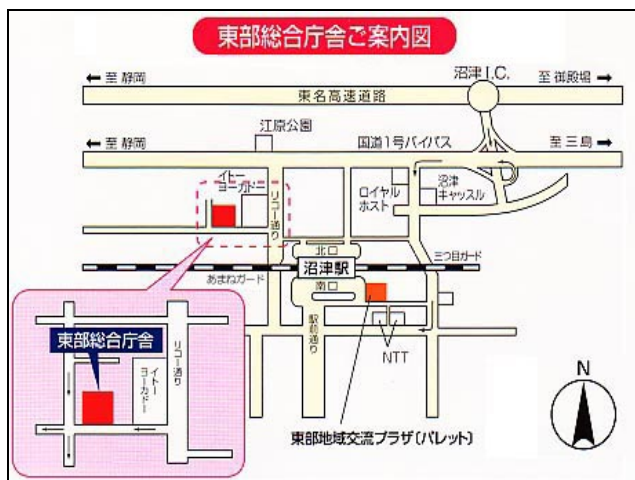 東部総合庁舎ご案内図
沼津I.C.
← 至 静岡
至 御殿場 →
東名高速道路
江原公園
← 至 静岡
国道1号バイパス
至 三島 →
イトー
ヨーカドー
リコー通り
ロイヤル
ホスト
沼津
キャッスル
北口
三つ目ガード
沼津駅
あまねガード
南口
東部総合庁舎
リコー通り
イトー
ヨーカドー
駅前通り
NTT
N
東部地域交流プラザ(パレット)